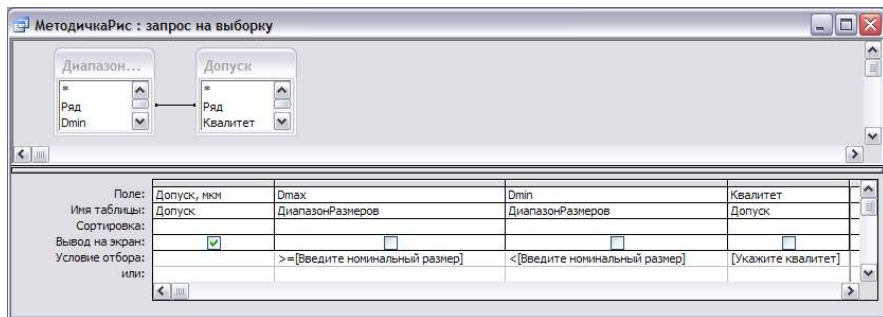 МетодичкаРис : запрос на выборку
Диапазон... Допуск
* *
Ряд Ряд
Dmin Квалитет
Поле: Допуск, мкм Dmax Dmin Квалитет
Имя таблицы: Допуск ДиапазонРазмеров ДиапазонРазмеров Допуск
Сортировка:
Вывод на экран:
Условие отбора: >=[Введите номинальный размер] <[Введите номинальный размер] [Укажите квалитет]
или: